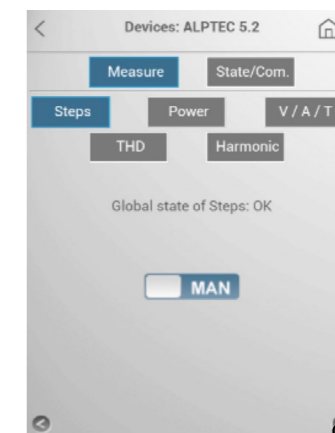 Devices: ALPTEC 5.2
Measure State/Com.
Steps Power V / A / T
THD Harmonic
Global state of Steps: OK
MAN